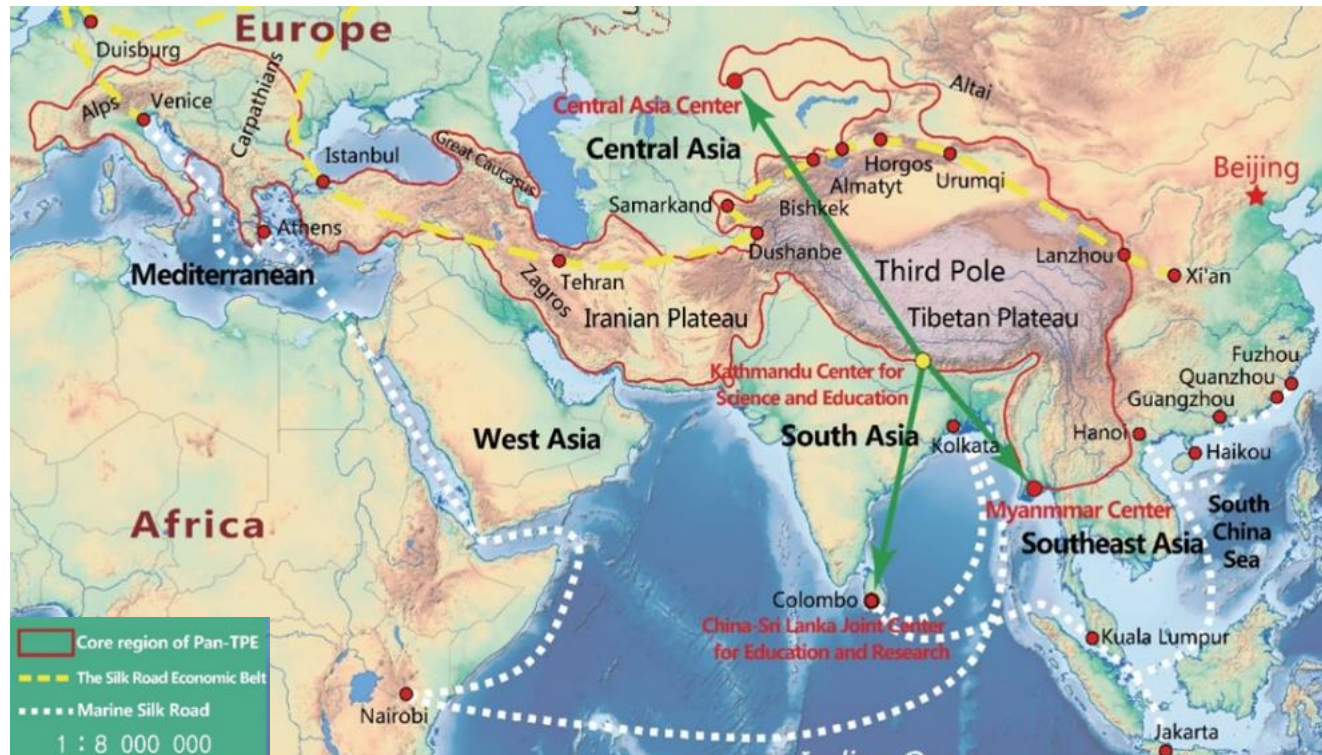 Europe
Duisburg
Alps
Venice
Carpathians
Istanbul
Great Caucasus
Athens
Mediterranean
Altai
Central Asia Center
Central Asia
Horgos
Almatyt
Urumqi
Beijing
Samarkand
Bishkek
Dushanbe
Lanzhou
Xi'an
Tehran
Zagros
Iranian Plateau
Third Pole
Tibetan Plateau
Kathmandu Center for
Science and Education
Fuzhou
Quanzhou
Guangzhou
West Asia
South Asia
Kolkata
Hanoi
Haikou
Africa
Myanmmar Center
Southeast Asia
South
China
Sea
Colombo
China-Sri Lanka Joint Center
for Education and Research
Kuala Lumpur
Nairobi
Jakarta
Core region of Pan-TPE
The Silk Road Economic Belt
Marine Silk Road
1 : 8 000 000